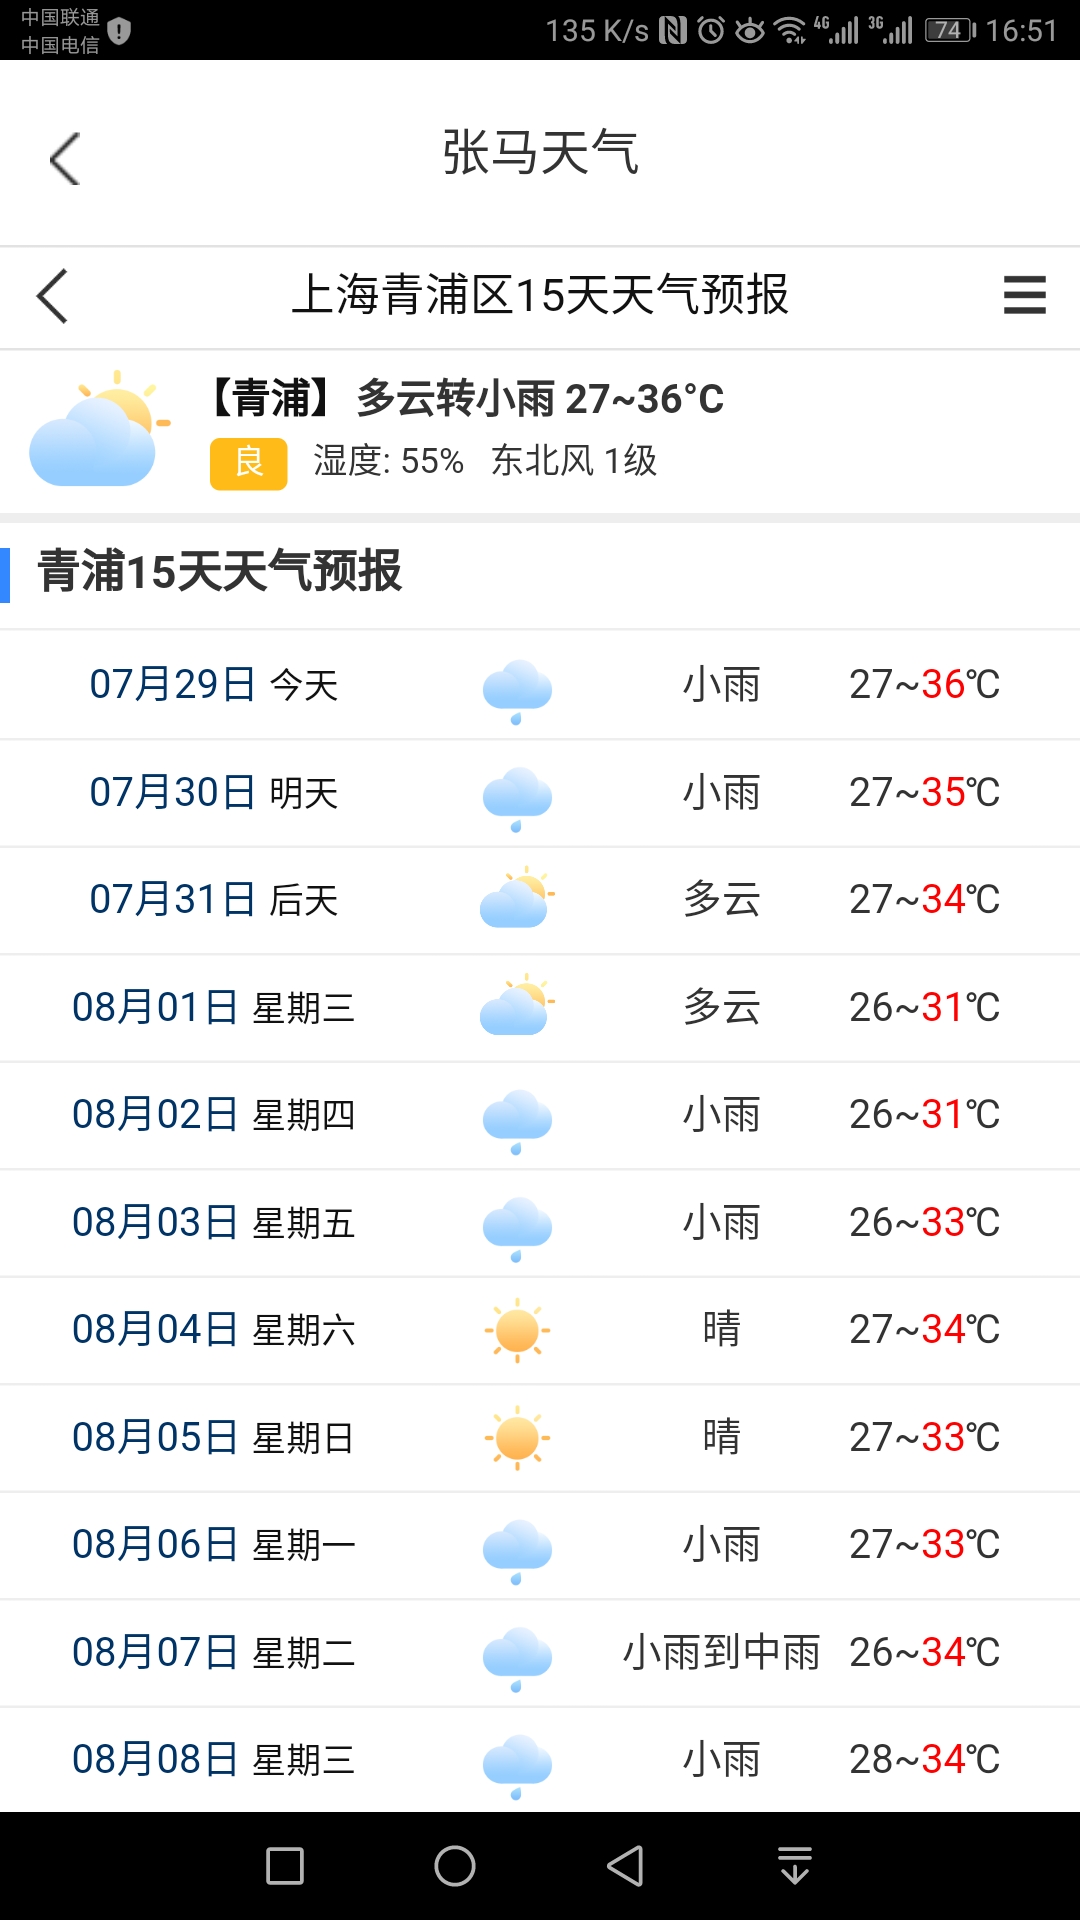 中国联通
中国电信
135 K/s 4G 3G 74 16:51
张马天气
上海青浦区15天天气预报
【青浦】多云转小雨 27~36°C
良 湿度: 55% 东北风 1级
青浦15天天气预报
07月29日 今天 小雨 27~36℃
07月30日 明天 小雨 27~35℃
07月31日 后天 多云 27~34℃
08月01日 星期三 多云 26~31℃
08月02日 星期四 小雨 26~31℃
08月03日 星期五 小雨 26~33℃
08月04日 星期六 晴 27~34℃
08月05日 星期日 晴 27~33℃
08月06日 星期一 小雨 27~33℃
08月07日 星期二 小雨到中雨 26~34℃
08月08日 星期三 小雨 28~34℃